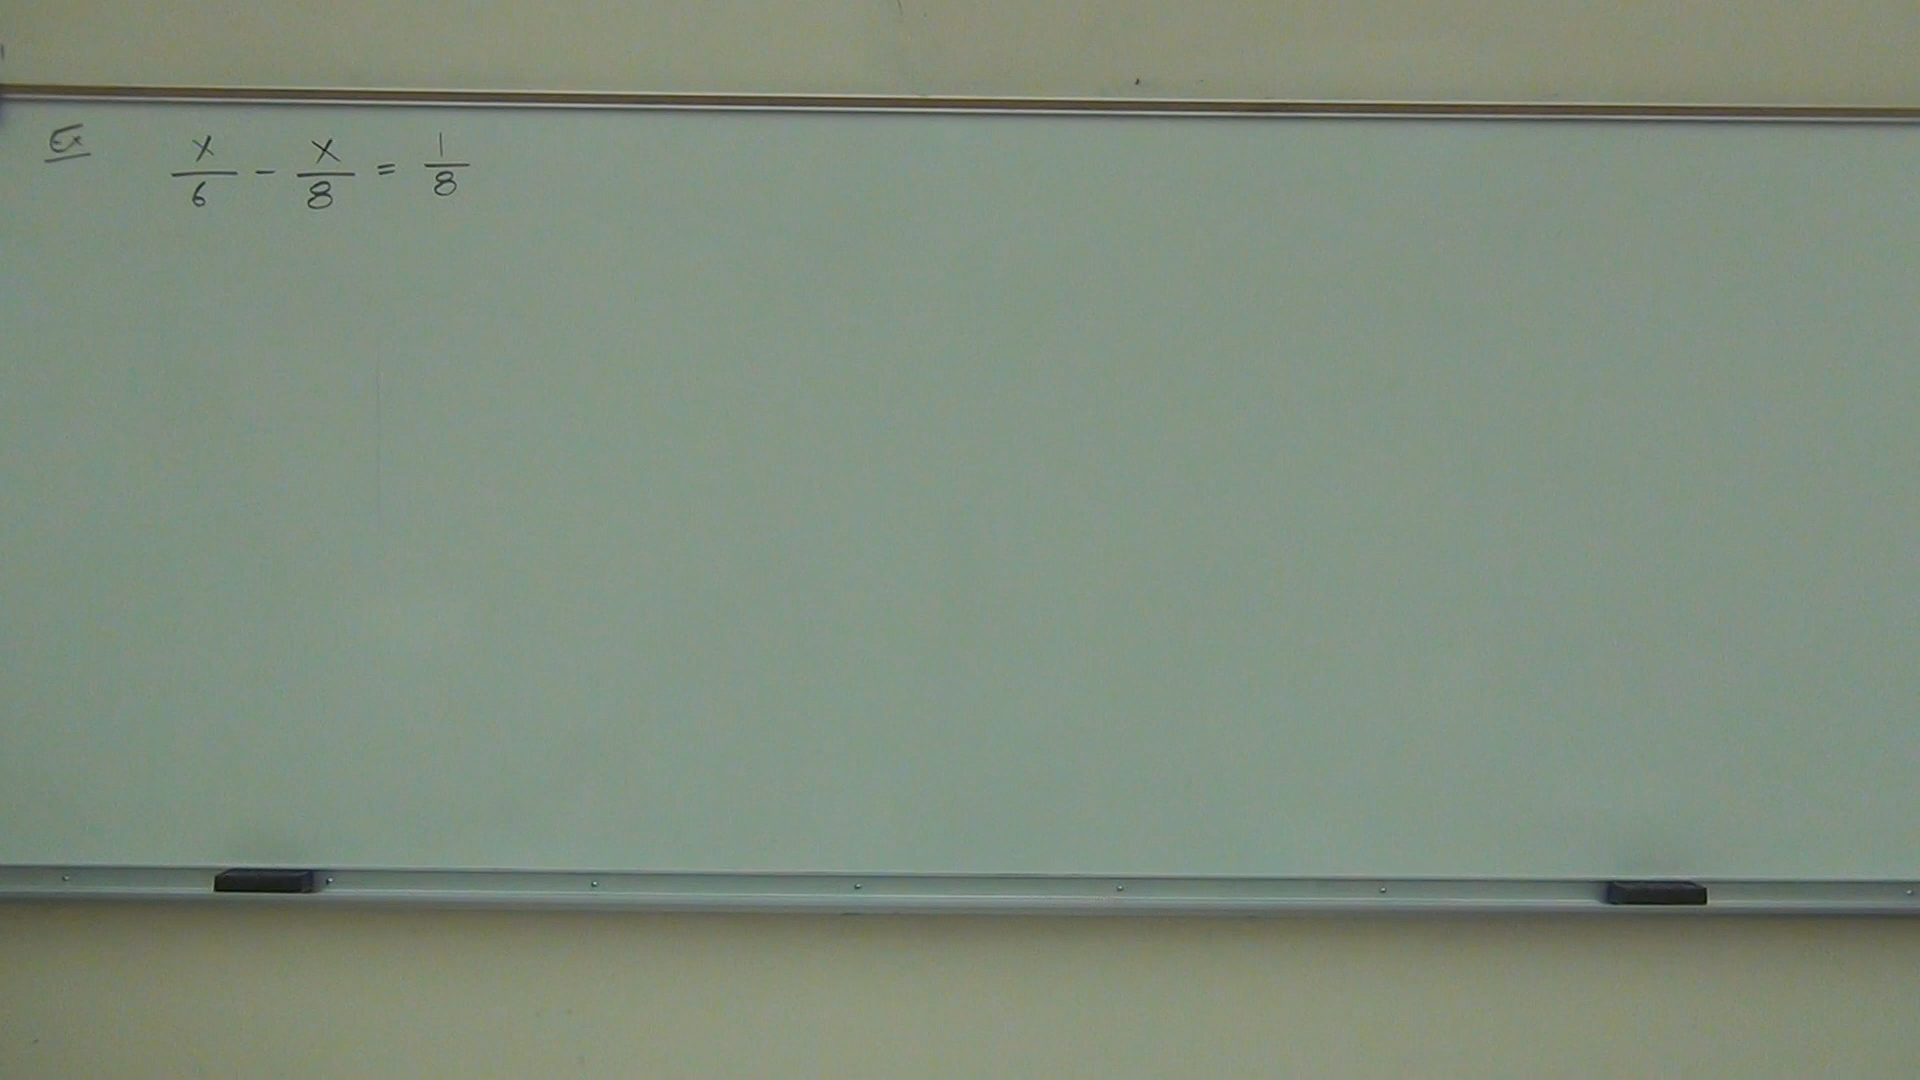 Ex x/6 - x/8 = 1/8